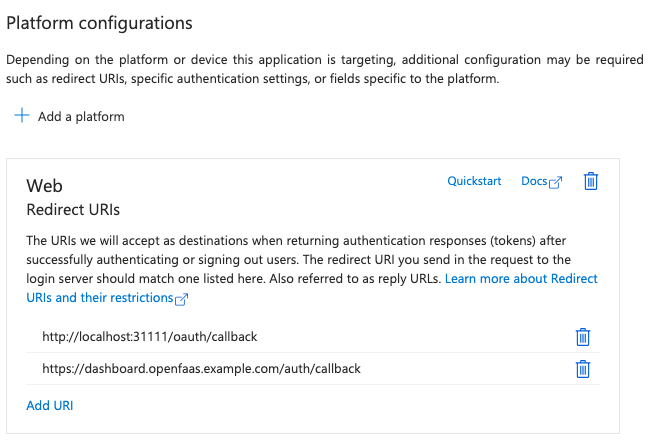 Platform configurations
Depending on the platform or device this application is targeting, additional configuration may be required
such as redirect URIs, specific authentication settings, or fields specific to the platform.
Add a platform
Web
Quickstart
Docs
Redirect URIs
The URIs we will accept as destinations when returning authentication responses (tokens) after
successfully authenticating or signing out users. The redirect URI you send in the request to the
login server should match one listed here. Also referred to as reply URLs. Learn more about Redirect
URIs and their restrictions
http://localhost:31111/oauth/callback
https://dashboard.openfaas.example.com/auth/callback
Add URI